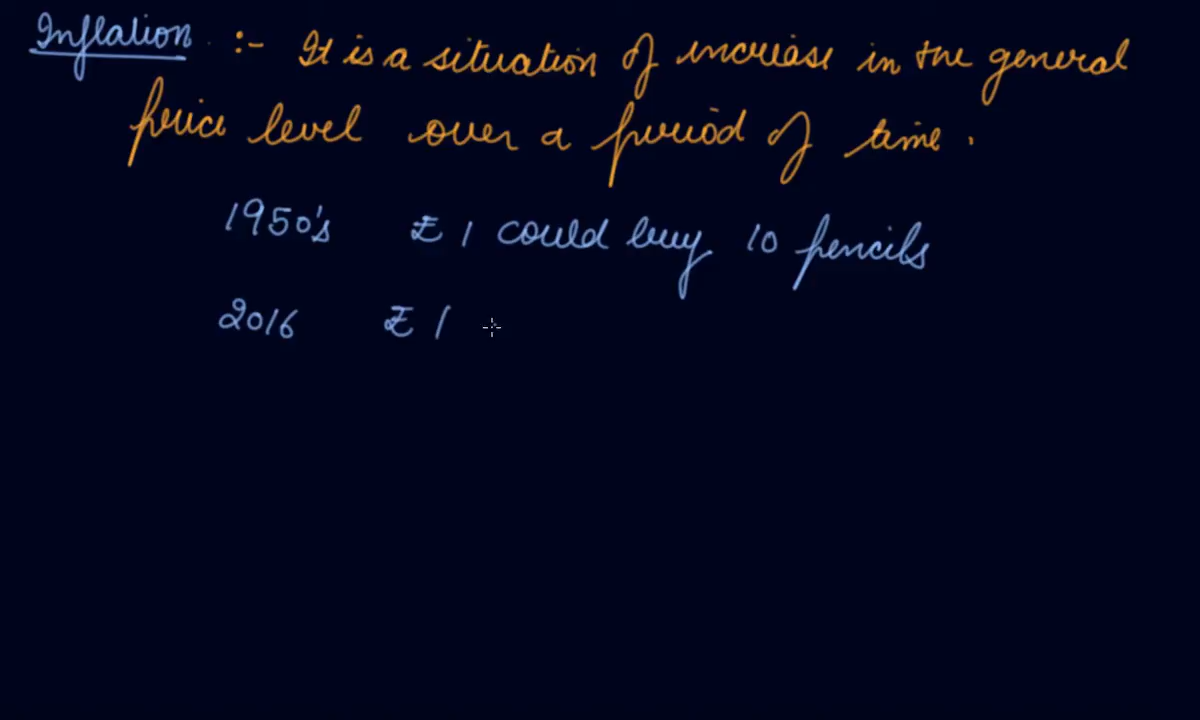 Inflation :- It is a situation of increase in the general
price level over a period of time.
1950's £ 1 could buy 10 pencils
2016 £ 1